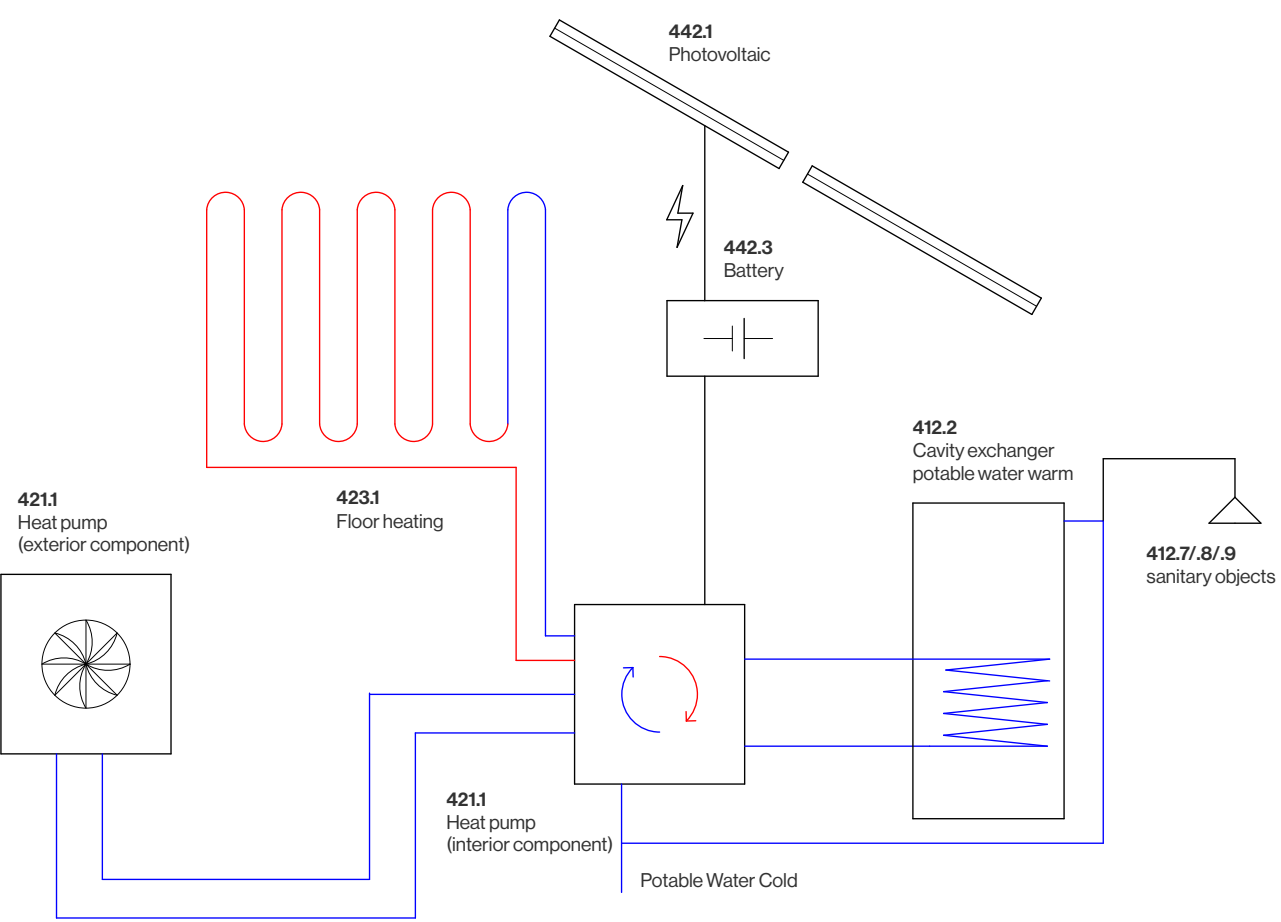 442.1
Photovoltaic
442.3
Battery
412.2
Cavity exchanger
potable water warm
421.1
Heat pump
(exterior component)
423.1
Floor heating
412.7/.8/.9
sanitary objects
421.1
Heat pump
(interior component)
Potable Water Cold